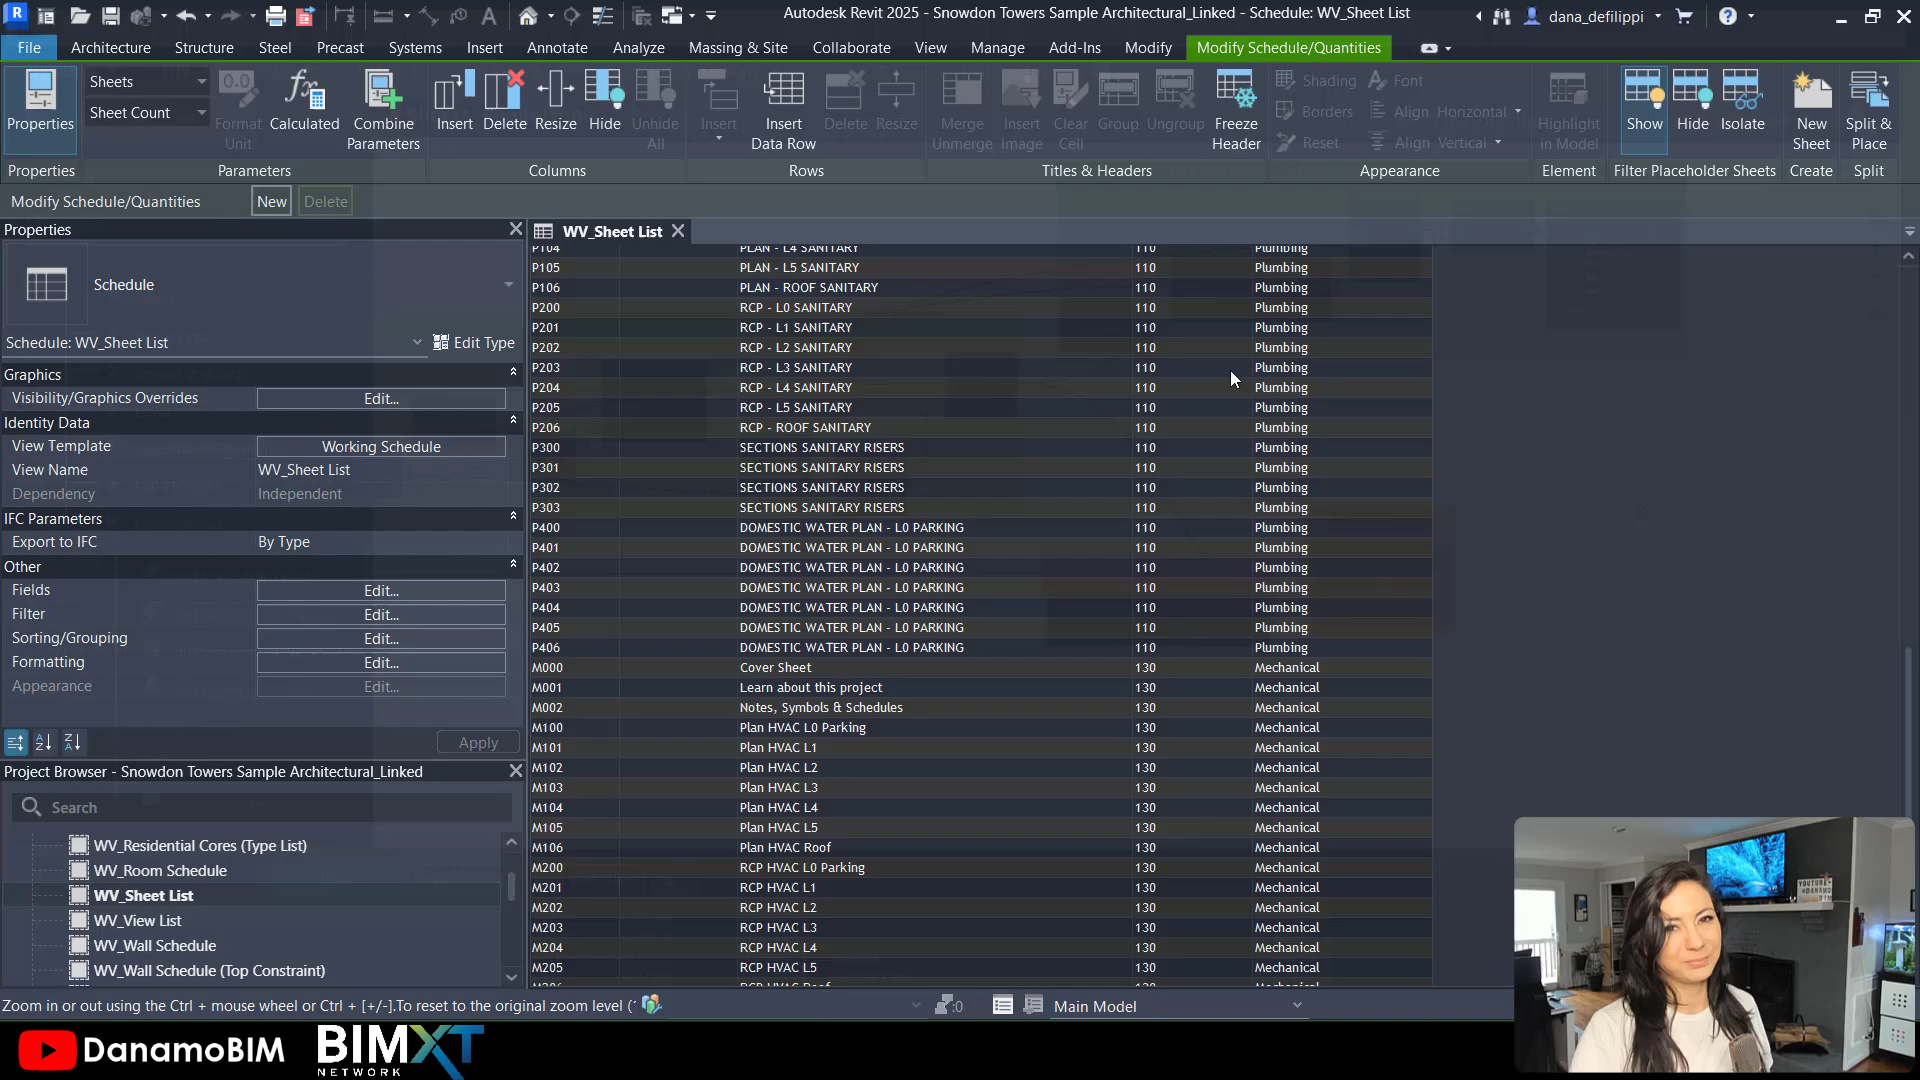 Autodesk Revit 2025 - Snowdon Towers Sample Architectural_Linked - Schedule: WV_Sheet List
dana_defilippi
File Architecture Structure Steel Precast Systems Insert Annotate Analyze Massing & Site Collaborate View Manage Add-Ins Modify Modify Schedule/Quantities
Sheets
Sheet Count
Properties
Format Unit
Calculated
Combine Parameters
Insert Delete Resize Hide Unhide All
Insert
Insert Data Row
Delete Resize
Merge Unmerge
Insert Image
Clear Cell
Group Ungroup
Freeze Header
Shading
Borders
Reset
Font
Align Horizontal
Align Vertical
Highlight in Model
Show Hide Isolate
New Sheet
Split & Place
Properties Parameters Columns Rows Titles & Headers Appearance Element Filter Placeholder Sheets Create Split
Modify Schedule/Quantities New Delete
Properties
Schedule
Schedule: WV_Sheet List Edit Type
Graphics
Visibility/Graphics Overrides Edit...
Identity Data
View Template Working Schedule
View Name WV_Sheet List
Dependency Independent
IFC Parameters
Export to IFC By Type
Other
Fields Edit...
Filter Edit...
Sorting/Grouping Edit...
Formatting Edit...
Appearance Edit...
Apply
Project Browser - Snowdon Towers Sample Architectural_Linked
Search
WV_Residential Cores (Type List)
WV_Room Schedule
WV_Sheet List
WV_View List
WV_Wall Schedule
WV_Wall Schedule (Top Constraint)
WV_Sheet List
P104 PLAN - L4 SANITARY 110 Plumbing
P105 PLAN - L5 SANITARY 110 Plumbing
P106 PLAN - ROOF SANITARY 110 Plumbing
P200 RCP - L0 SANITARY 110 Plumbing
P201 RCP - L1 SANITARY 110 Plumbing
P202 RCP - L2 SANITARY 110 Plumbing
P203 RCP - L3 SANITARY 110 Plumbing
P204 RCP - L4 SANITARY 110 Plumbing
P205 RCP - L5 SANITARY 110 Plumbing
P206 RCP - ROOF SANITARY 110 Plumbing
P300 SECTIONS SANITARY RISERS 110 Plumbing
P301 SECTIONS SANITARY RISERS 110 Plumbing
P302 SECTIONS SANITARY RISERS 110 Plumbing
P303 SECTIONS SANITARY RISERS 110 Plumbing
P400 DOMESTIC WATER PLAN - L0 PARKING 110 Plumbing
P401 DOMESTIC WATER PLAN - L0 PARKING 110 Plumbing
P402 DOMESTIC WATER PLAN - L0 PARKING 110 Plumbing
P403 DOMESTIC WATER PLAN - L0 PARKING 110 Plumbing
P404 DOMESTIC WATER PLAN - L0 PARKING 110 Plumbing
P405 DOMESTIC WATER PLAN - L0 PARKING 110 Plumbing
P406 DOMESTIC WATER PLAN - L0 PARKING 110 Plumbing
M000 Cover Sheet 130 Mechanical
M001 Learn about this project 130 Mechanical
M002 Notes, Symbols & Schedules 130 Mechanical
M100 Plan HVAC L0 Parking 130 Mechanical
M101 Plan HVAC L1 130 Mechanical
M102 Plan HVAC L2 130 Mechanical
M103 Plan HVAC L3 130 Mechanical
M104 Plan HVAC L4 130 Mechanical
M105 Plan HVAC L5 130 Mechanical
M106 Plan HVAC Roof 130 Mechanical
M200 RCP HVAC L0 Parking 130 Mechanical
M201 RCP HVAC L1 130 Mechanical
M202 RCP HVAC L2 130 Mechanical
M203 RCP HVAC L3 130 Mechanical
M204 RCP HVAC L4 130 Mechanical
M205 RCP HVAC L5 130 Mechanical
Zoom in or out using the Ctrl + mouse wheel or Ctrl + [+/-].To reset to the original zoom level ( :0 Main Model
DanamoBIM
BIMXT
NETWORK